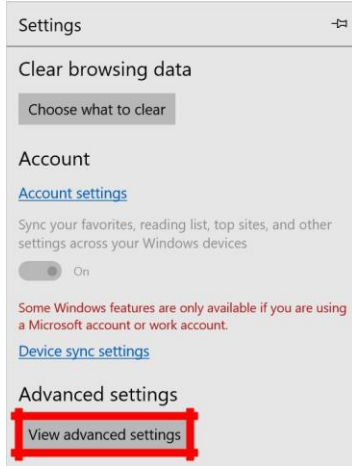 Settings
Clear browsing data
Choose what to clear
Account
Account settings
Sync your favorites, reading list, top sites, and other
settings across your Windows devices
On
Some Windows features are only available if you are using
a Microsoft account or work account.
Device sync settings
Advanced settings
View advanced settings